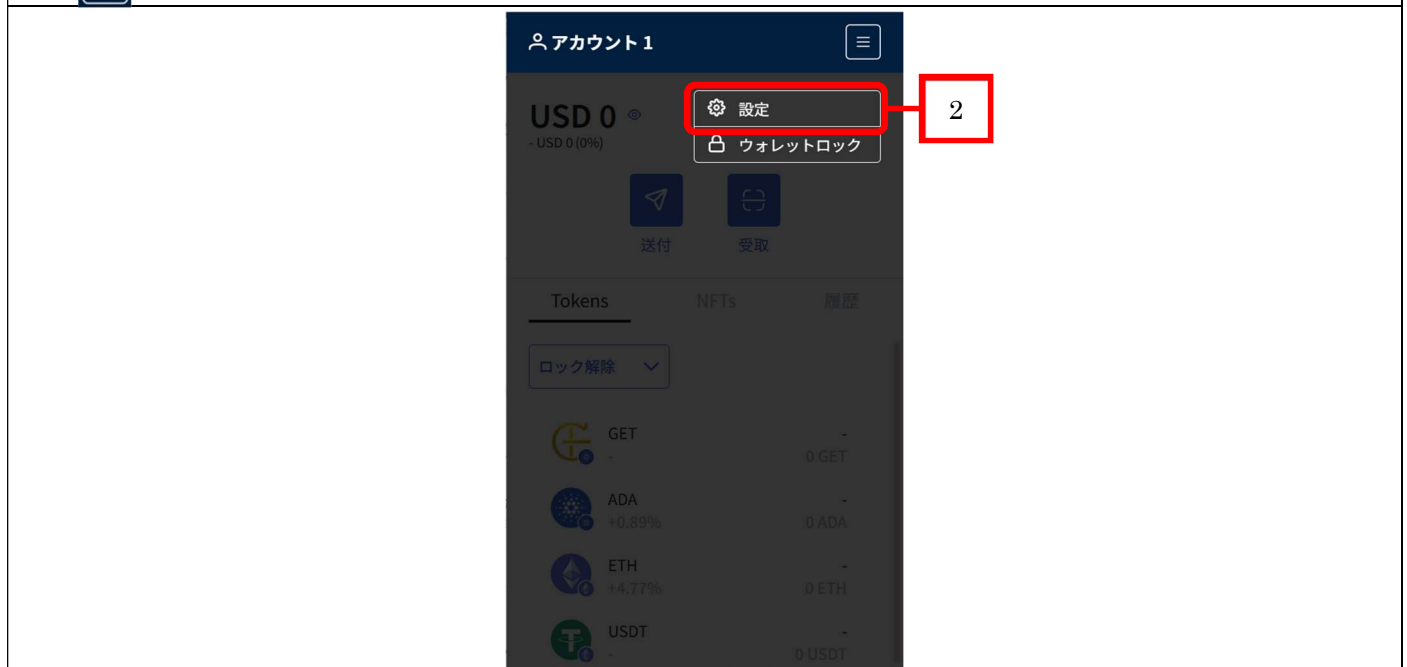 アカウント 1
USD 0
- USD 0 (0%)
設定
2
ウォレットロック
送付
受取
Tokens
NFTs
履歴
ロック解除
GET
-
-
0 GET
ADA
-
+0.89%
0 ADA
ETH
-
+4.77%
0 ETH
USDT
-
-
0 USDT